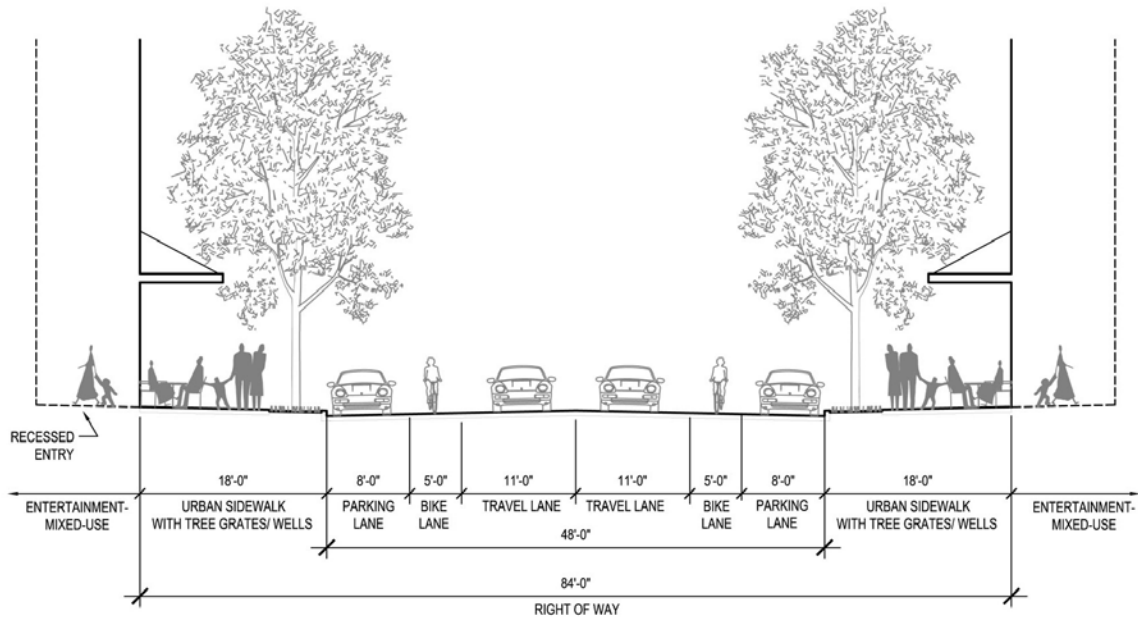 RECESSED
ENTRY
18'-0" 8'-0" 5'-0" 11'-0" 11'-0" 5'-0" 8'-0" 18'-0"
ENTERTAINMENT-
MIXED-USE
URBAN SIDEWALK
WITH TREE GRATES/ WELLS
PARKING
LANE
BIKE
LANE
TRAVEL LANE
TRAVEL LANE
BIKE
LANE
PARKING
LANE
URBAN SIDEWALK
WITH TREE GRATES/ WELLS
ENTERTAINMENT-
MIXED-USE
48'-0"
84'-0"
RIGHT OF WAY